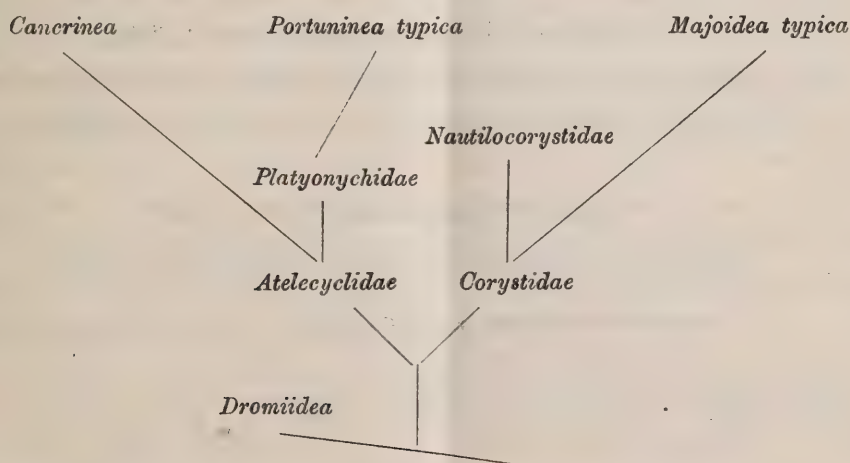 Cancrinea Portuninea typica Majoidea typica
Nautilocorystidae
Platyonychidae
Atelecyclidae Corystidae
Dromiidea